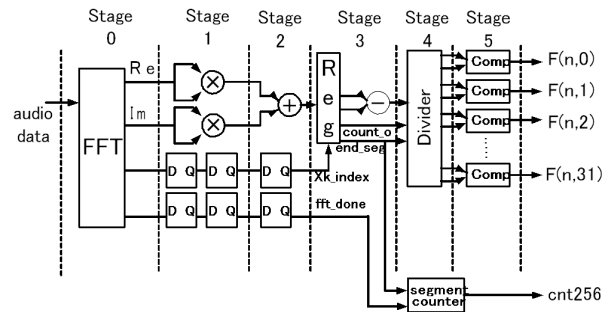 Stage Stage Stage Stage Stage Stage
0 1 2 3 4 5
audio data
FFT
Re
Im
× ×
+
Reg
−
count_o
end_seg
Xk_index
fft_done
D Q D Q D Q
D Q D Q D Q
Divider
Comp F(n,0)
Comp F(n,1)
Comp F(n,2)
......
Comp F(n,31)
segment
counter
cnt256